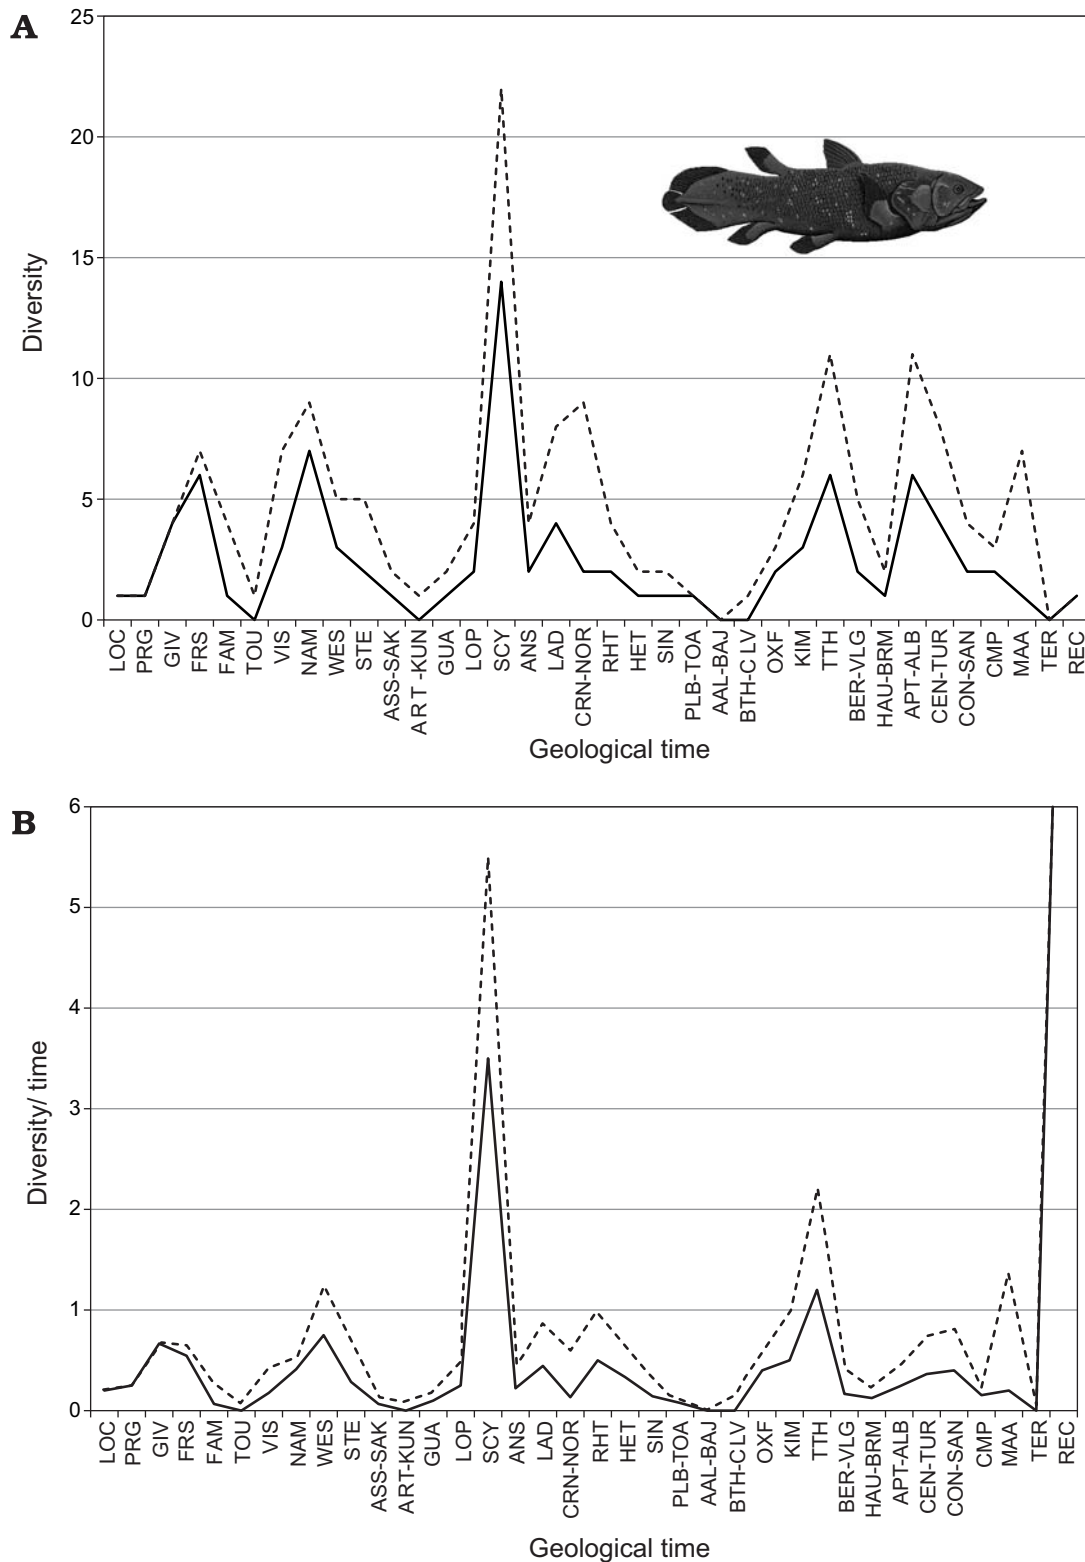 A
25
20
15
10
5
0
Diversity
LOC
PRG
GIV
FRS
FAM
TOU
VIS
NAM
WES
STE
ASS-SAK
ART-KUN
GUA
LOP
SCY
ANS
LAD
CRN-NOR
RHT
HET
SIN
PLB-TOA
AAL-BAJ
BTH-CLV
OXF
KIM
TTH
BER-VLG
HAU-BRM
APT-ALB
CEN-TUR
CON-SAN
CMP
MAA
TER
REC
Geological time
B
6
5
4
3
2
1
0
Diversity/ time
LOC
PRG
GIV
FRS
FAM
TOU
VIS
NAM
WES
STE
ASS-SAK
ART-KUN
GUA
LOP
SCY
ANS
LAD
CRN-NOR
RHT
HET
SIN
PLB-TOA
AAL-BAJ
BTH-CLV
OXF
KIM
TTH
BER-VLG
HAU-BRM
APT-ALB
CEN-TUR
CON-SAN
CMP
MAA
TER
REC
Geological time